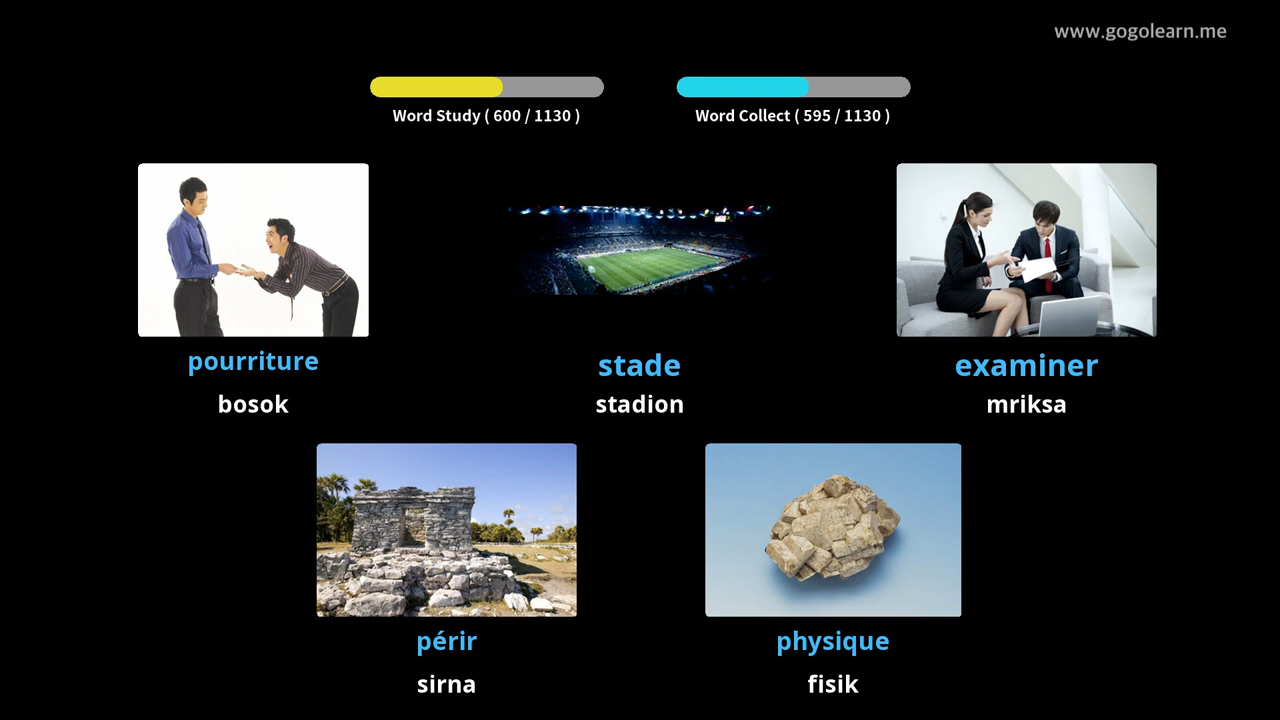 www.gogolearn.me
Word Study ( 600 / 1130 )
Word Collect ( 595 / 1130 )
pourriture
bosok
stade
stadion
examiner
mriksa
périr
sirna
physique
fisik